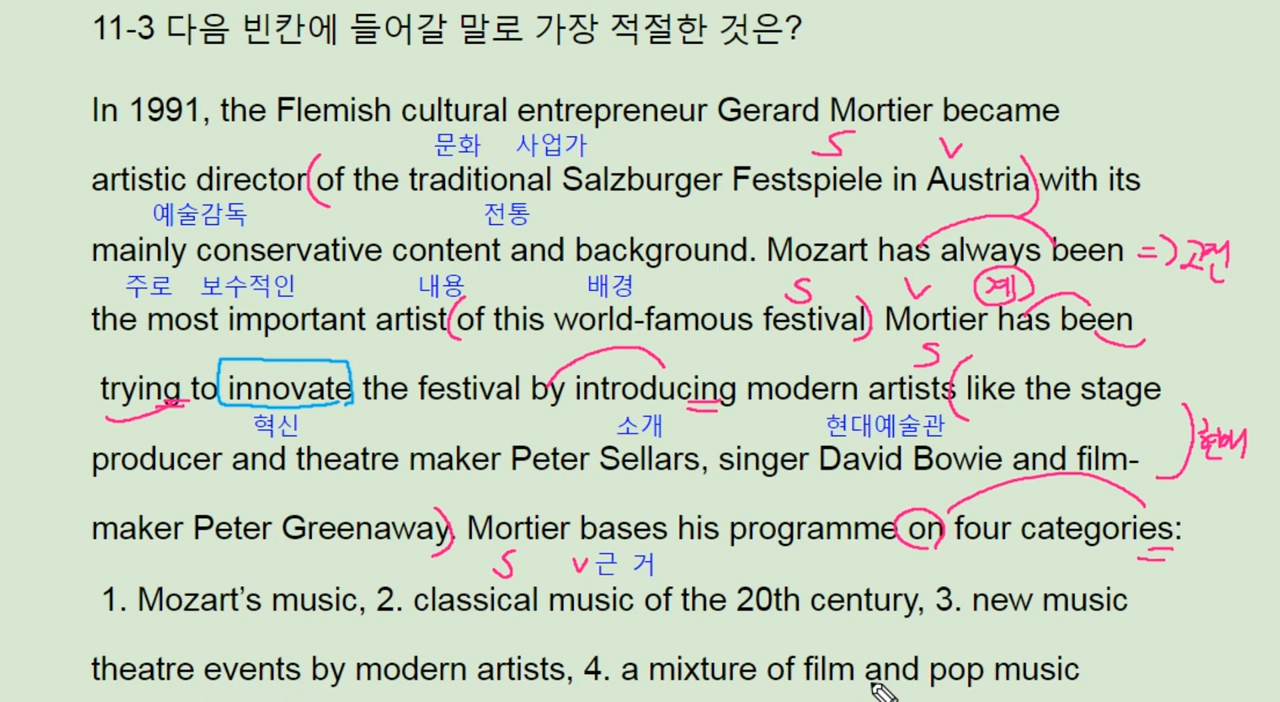 11-3 다음 빈칸에 들어갈 말로 가장 적절한 것은?
In 1991, the Flemish cultural entrepreneur Gerard Mortier became
문화 사업가 S V
artistic director of the traditional Salzburger Festspiele in Austria with its
예술감독 전통
mainly conservative content and background. Mozart has always been => 고전
주로 보수적인 내용 배경 S V 계
the most important artist of this world-famous festival. Mortier has been
S
trying to innovate the festival by introducing modern artists like the stage
혁신 소개 현대예술관
producer and theatre maker Peter Sellars, singer David Bowie and film- 현대
maker Peter Greenaway. Mortier bases his programme on four categories:
S V 근 거
1. Mozart’s music, 2. classical music of the 20th century, 3. new music
theatre events by modern artists, 4. a mixture of film and pop music